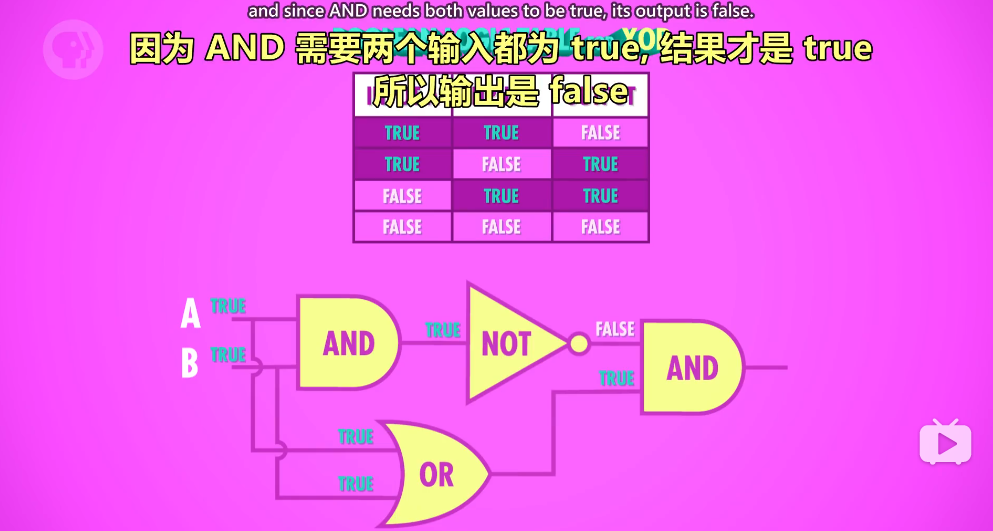 and since AND needs both values to be true, its output is false.
因为 AND 需要两个输入都为 true, 结果才是 true
所以输出是 false
TRUE TRUE FALSE
TRUE FALSE TRUE
FALSE TRUE TRUE
FALSE FALSE FALSE
A TRUE
B TRUE
AND
TRUE
NOT
FALSE
TRUE
AND
TRUE
TRUE
OR